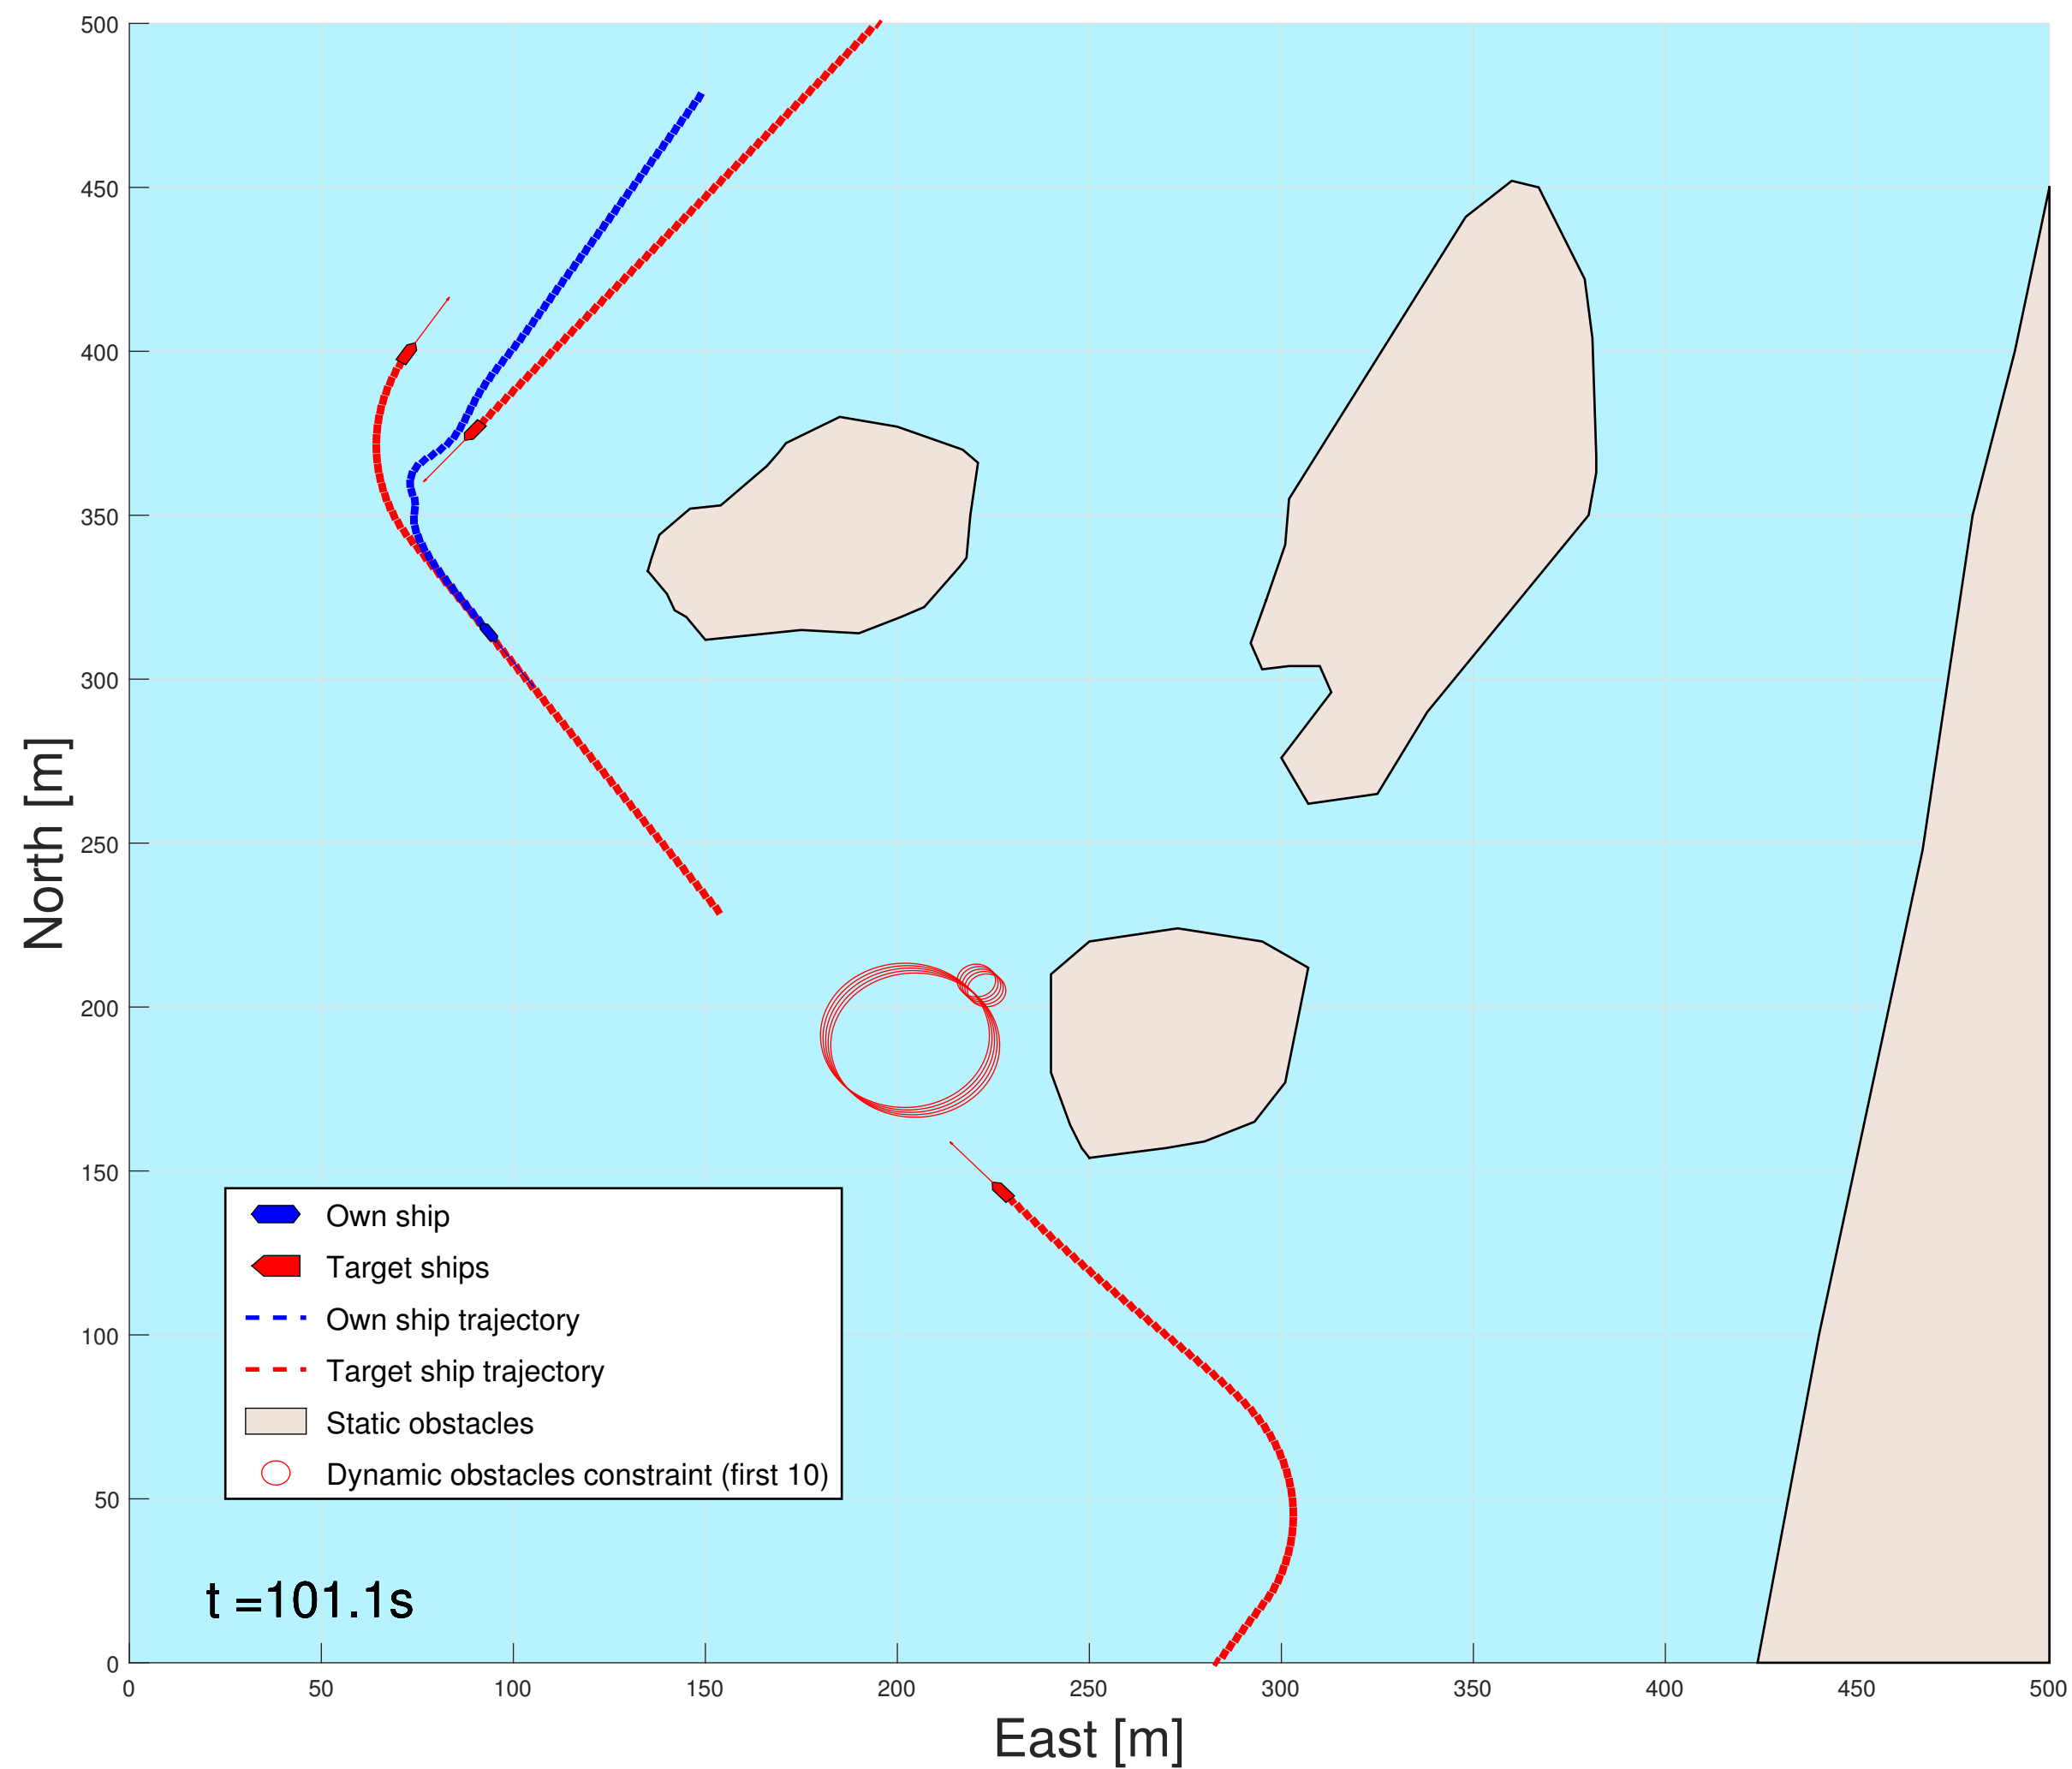 500
450
400
350
300
250
200
150
100
50
0
North [m]
Own ship
Target ships
Own ship trajectory
Target ship trajectory
Static obstacles
Dynamic obstacles constraint (first 10)
t =101.1s
0 50 100 150 200 250 300 350 400 450 500
East [m]